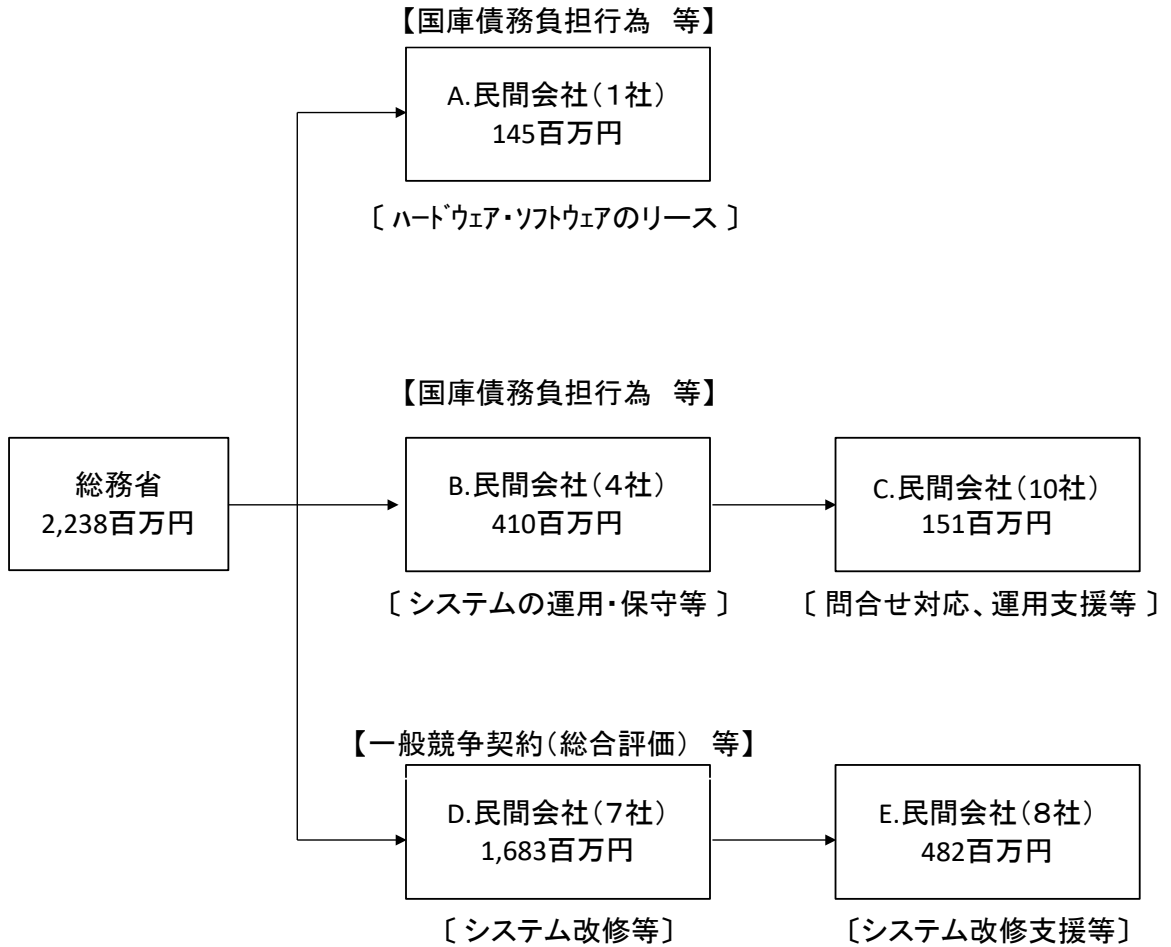 【国庫債務負担行為　等】
A.民間会社(１社)
145百万円
〔 ﾊｰﾄﾞｳｪｱ・ｿﾌﾄｳｪｱのリース 〕
【国庫債務負担行為　等】
総務省
2,238百万円
B.民間会社(４社)
410百万円
C.民間会社(10社)
151百万円
〔 システムの運用・保守等 〕
〔 問合せ対応、運用支援等 〕
【一般競争契約(総合評価)　等】
D.民間会社(７社)
1,683百万円
E.民間会社(８社)
482百万円
〔 システム改修等〕
〔システム改修支援等〕